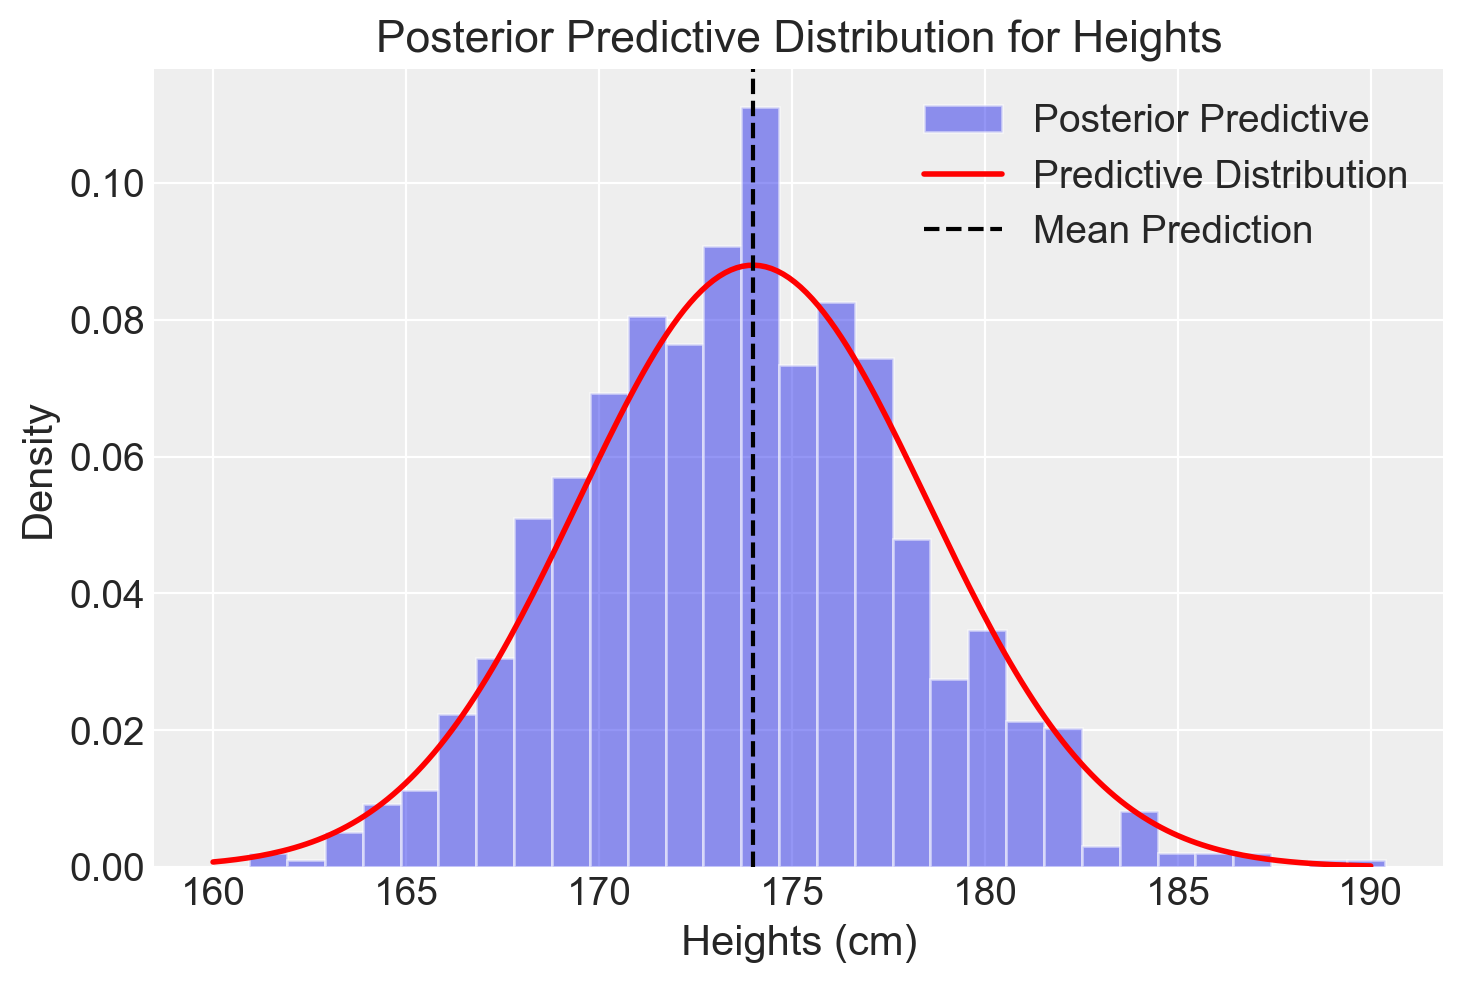 Posterior Predictive Distribution for Heights
Posterior Predictive
Predictive Distribution
Mean Prediction
0.10
0.08
0.06
0.04
0.02
0.00
Density
160 165 170 175 180 185 190
Heights (cm)